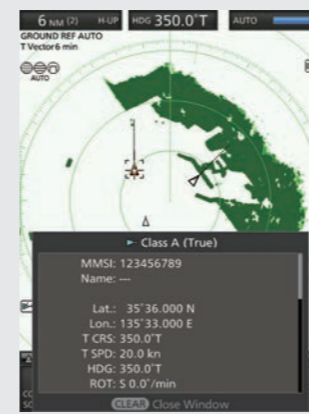 6 NM (2) H-UP HDG 350.0°T AUTO
GROUND REF AUTO
T Vector6 min
AUTO
▶ Class A (True)
MMSI: 123456789
Name: ---
Lat.: 35°36.000 N
Lon.: 135°33.000 E
T CRS: 350.0°T
T SPD: 20.0 kn
HDG: 350.0°T
ROT: S 0.0°/min
CLEAR Close Window